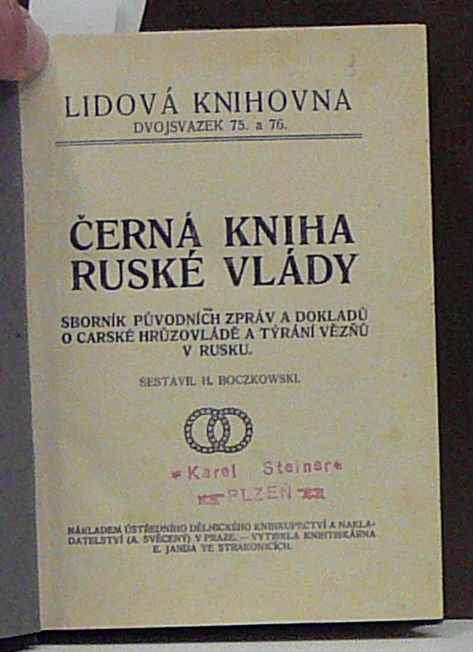 LIDOVÁ KNIHOVNA
DVOJSVAZEK 75. a 76.
ČERNÁ KNIHA
RUSKÉ VLÁDY
SBORNÍK PŮVODNÍCH ZPRÁV A DOKLADŮ
O CARSKÉ HRŮZOVLÁDĚ A TÝRÁNÍ VĚZŇŮ
V RUSKU.
SESTAVIL H. BOCZKOWSKI.
Karel Steiner
PLZEŇ
NÁKLADEM ÚSTŘEDNÍHO DĚLNICKÉHO KNIHKUPECTVÍ A NAKLA-
DATELSTVÍ (A. SVĚCENÝ) V PRAZE. — VYTISKLA KNIHTISKÁRNA
E. JANDA VE STRAKONICÍCH.